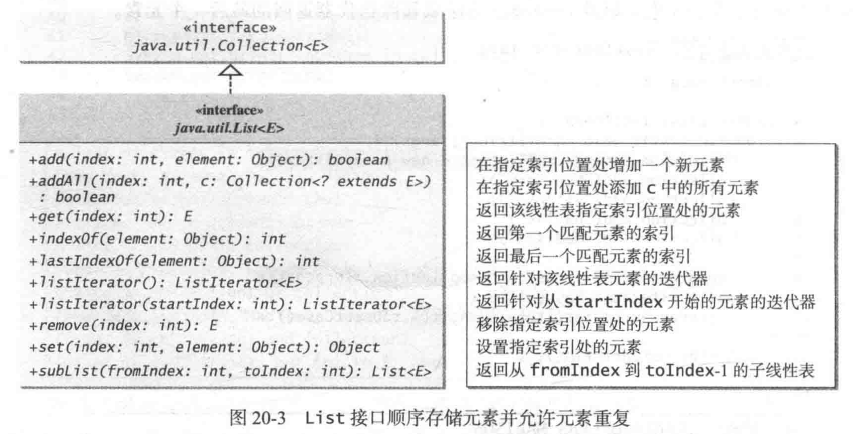 «interface»
java.util.Collection<E>
«interface»
java.util.List<E>
+add(index: int, element: Object): boolean
+addAll(index: int, c: Collection<? extends E>)
: boolean
+get(index: int): E
+indexOf(element: Object): int
+lastIndexOf(element: Object): int
+listIterator(): ListIterator<E>
+listIterator(startIndex int): ListIterator<E>
+remove(index: int): E
+set(index: int, element: Object): Object
+subList(fromIndex: int, toIndex: int): List<E>
在指定索引位置处增加一个新元素
在指定索引位置处添加 c 中的所有元素
返回该线性表指定索引位置处的元素
返回第一个匹配元素的索引
返回最后一个匹配元素的索引
返回针对该线性表元素的迭代器
返回针对从 startIndex 开始的元素的迭代器
移除指定索引位置处的元素
设置指定索引处的元素
返回从 fromIndex 到 toIndex-1 的子线性表
图 20-3 List 接口顺序存储元素并允许元素重复